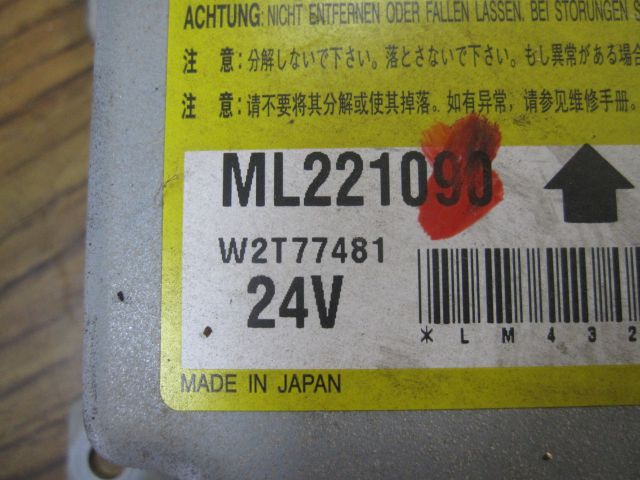 ACHTUNG: NICHT ENTFERNEN ODER FALLEN LASSEN. BEI STÖRUNGEN S
注 意：分解しないで下さい。落とさないで下さい。もし異常がある場合
注 意：请不要将其分解或使其掉落。如有异常，请参见维修手册。
ML221090
W2T77481
24V
*LM432
MADE IN JAPAN